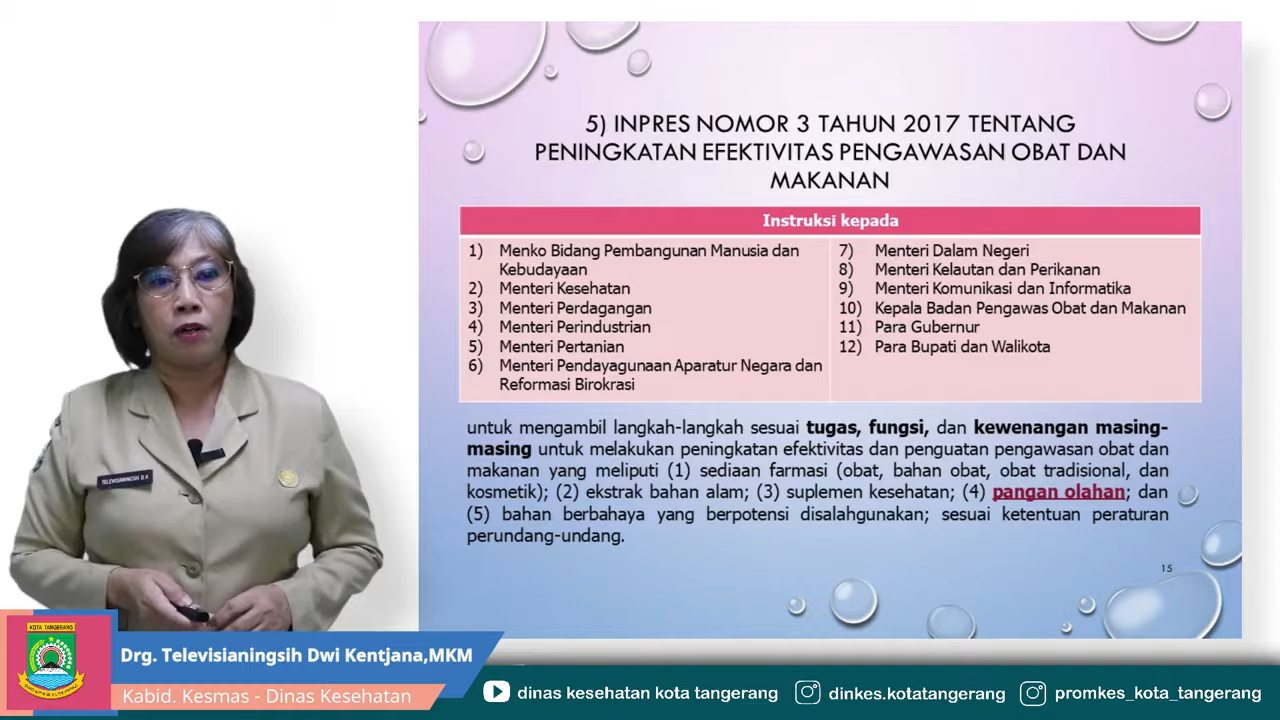 5) INPRES NOMOR 3 TAHUN 2017 TENTANG
PENINGKATAN EFEKTIVITAS PENGAWASAN OBAT DAN
MAKANAN
Instruksi kepada
1) Menko Bidang Pembangunan Manusia dan
Kebudayaan
2) Menteri Kesehatan
3) Menteri Perdagangan
4) Menteri Perindustrian
5) Menteri Pertanian
6) Menteri Pendayagunaan Aparatur Negara dan
Reformasi Birokrasi
7) Menteri Dalam Negeri
8) Menteri Kelautan dan Perikanan
9) Menteri Komunikasi dan Informatika
10) Kepala Badan Pengawas Obat dan Makanan
11) Para Gubernur
12) Para Bupati dan Walikota
untuk mengambil langkah-langkah sesuai tugas, fungsi, dan kewenangan masing-
masing untuk melakukan peningkatan efektivitas dan penguatan pengawasan obat dan
makanan yang meliputi (1) sediaan farmasi (obat, bahan obat, obat tradisional, dan
kosmetik); (2) ekstrak bahan alam; (3) suplemen kesehatan; (4) pangan olahan; dan
(5) bahan berbahaya yang berpotensi disalahgunakan; sesuai ketentuan peraturan
perundang-undang.
15
TELEVISIANINGSIH D.K
KOTA TANGERANG
Drg. Televisianingsih Dwi Kentjana,MKM
Kabid. Kesmas - Dinas Kesehatan
dinas kesehatan kota tangerang
dinkes.kotatangerang
promkes_kota_tangerang